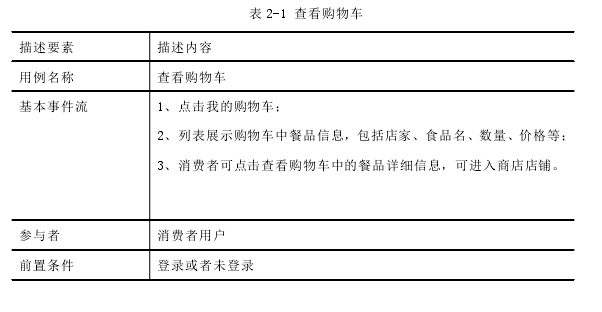 表 2-1 查看购物车
描述要素 描述内容
用例名称 查看购物车
基本事件流 1、点击我的购物车；
2、列表展示购物车中餐品信息，包括店家、食品名、数量、价格等；
3、消费者可点击查看购物车中的餐品详细信息，可进入商店店铺。
参与者 消费者用户
前置条件 登录或者未登录